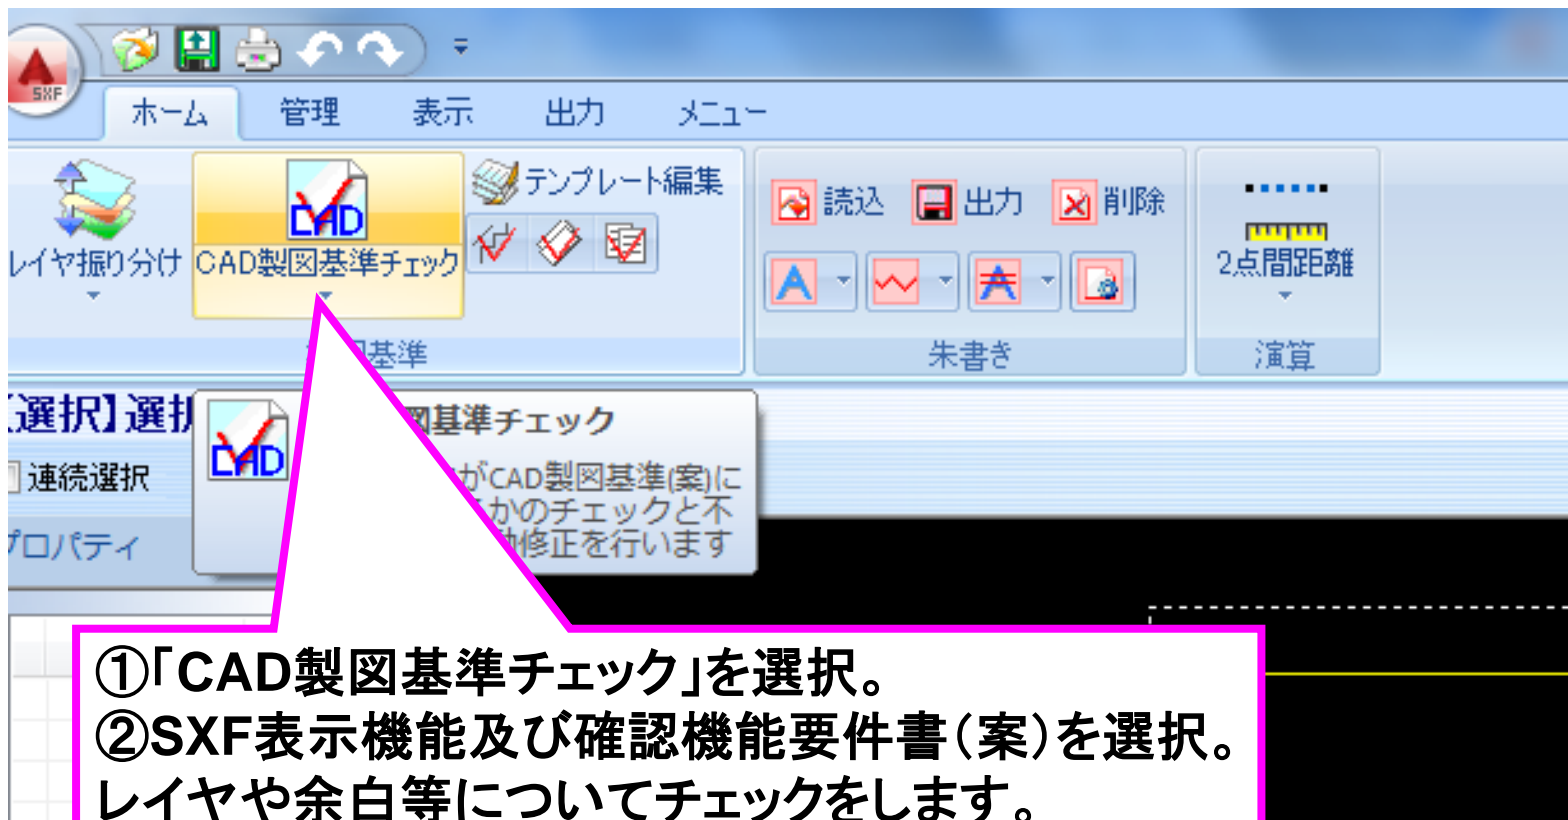 SXF
ホーム 管理 表示 出力 メニュー
レイヤ振り分け
CAD
CAD製図基準チェック
テンプレート編集
読込 出力 削除
2点間距離
基準
朱書き
演算
【選択】選択
CAD
図基準チェック
連続選択
がCAD製図基準(案)に
かのチェックと不
プロパティ
修正を行います
①「CAD製図基準チェック」を選択。
②SXF表示機能及び確認機能要件書(案)を選択。
レイヤや余白等についてチェックをします。